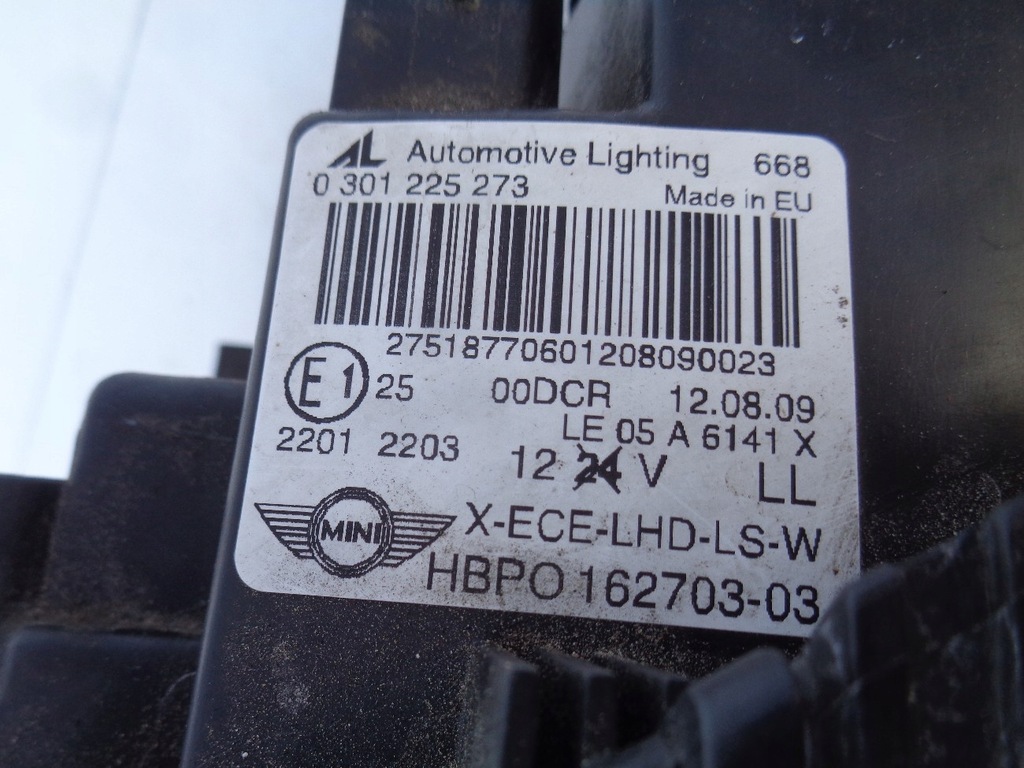 AL Automotive Lighting 668
0 301 225 273 Made in EU
27518770601208090023
E1 25 00DCR 12.08.09
LE 05 A 6141 X
2201 2203 12 24 V LL
MINI X-ECE-LHD-LS-W
HBPO 162703-03